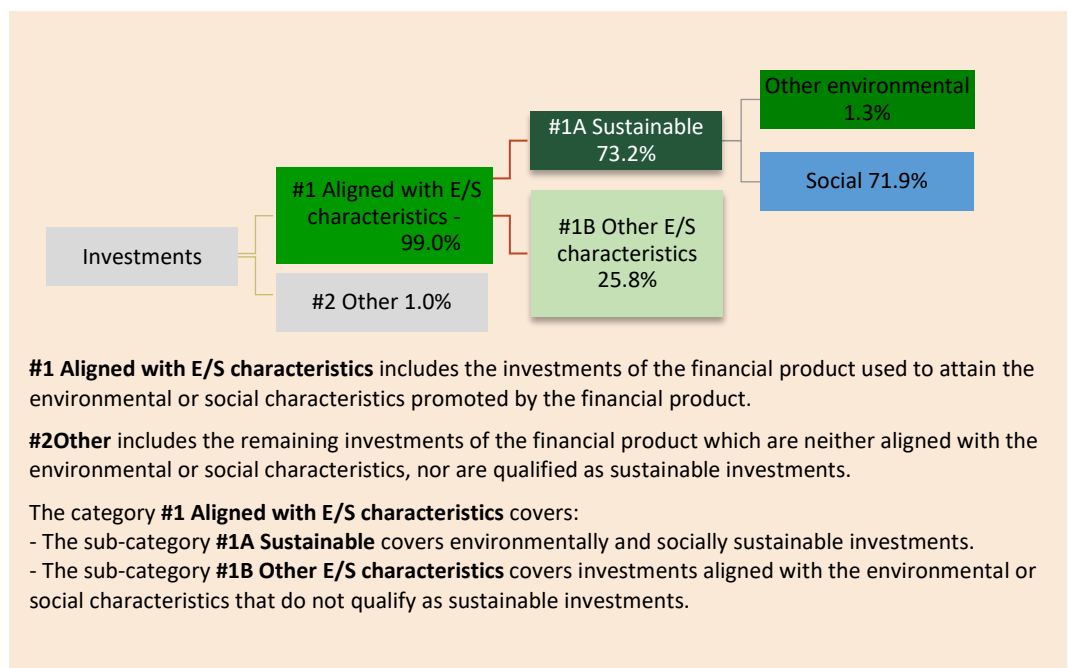 Investments
#1 Aligned with E/S
characteristics -
99.0%
#2 Other 1.0%
#1A Sustainable
73.2%
#1B Other E/S
characteristics
25.8%
Other environmental
1.3%
Social 71.9%
#1 Aligned with E/S characteristics includes the investments of the financial product used to attain the
environmental or social characteristics promoted by the financial product.
#2Other includes the remaining investments of the financial product which are neither aligned with the
environmental or social characteristics, nor are qualified as sustainable investments.
The category #1 Aligned with E/S characteristics covers:
- The sub-category #1A Sustainable covers environmentally and socially sustainable investments.
- The sub-category #1B Other E/S characteristics covers investments aligned with the environmental or
social characteristics that do not qualify as sustainable investments.